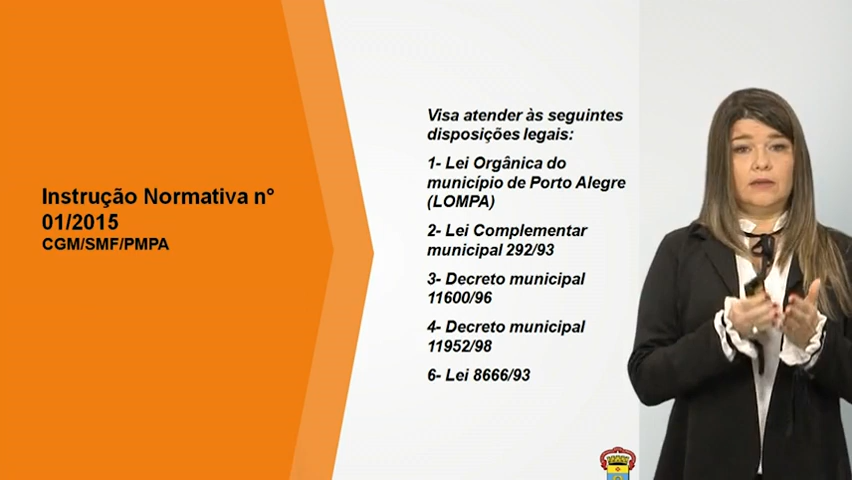 Instrução Normativa n°
01/2015
CGM/SMF/PMPA
Visa atender às seguintes
disposições legais:
1- Lei Orgânica do
município de Porto Alegre
(LOMPA)
2- Lei Complementar
municipal 292/93
3- Decreto municipal
11600/96
4- Decreto municipal
11952/98
6- Lei 8666/93